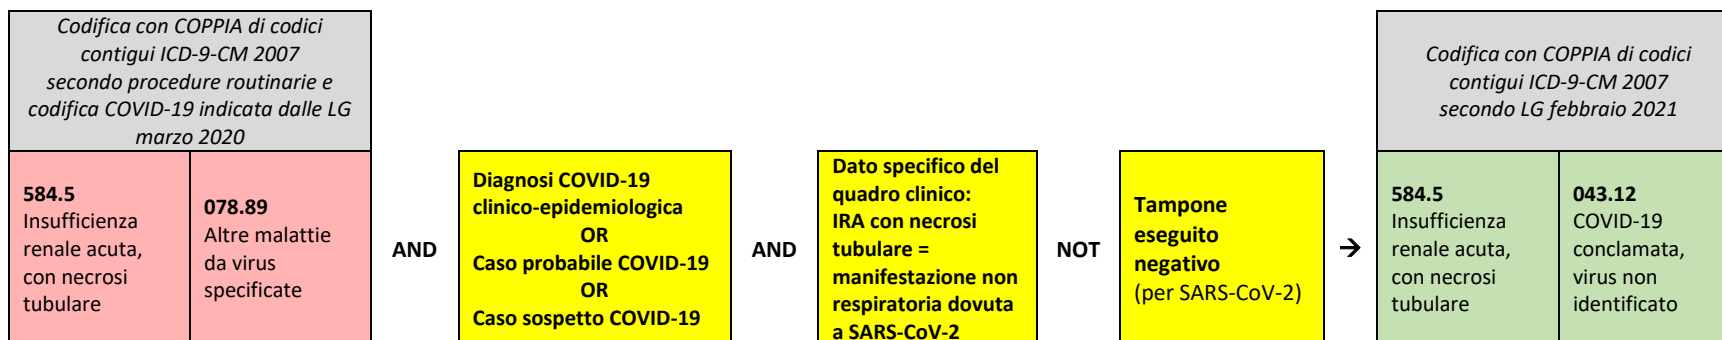 Codifica con COPPIA di codici
contigui ICD-9-CM 2007
secondo procedure routinarie e
codifica COVID-19 indicata dalle LG
marzo 2020
584.5
Insufficienza
renale acuta,
con necrosi
tubulare
078.89
Altre malattie
da virus
specificate
AND
Diagnosi COVID-19
clinico-epidemiologica
OR
Caso probabile COVID-19
OR
Caso sospetto COVID-19
AND
Dato specifico del
quadro clinico:
IRA con necrosi
tubulare =
manifestazione non
respiratoria dovuta
a SARS-CoV-2
NOT
Tampone
eseguito
negativo
(per SARS-CoV-2)
→
Codifica con COPPIA di codici
contigui ICD-9-CM 2007
secondo LG febbraio 2021
584.5
Insufficienza
renale acuta,
con necrosi
tubulare
043.12
COVID-19
conclamata,
virus non
identificato